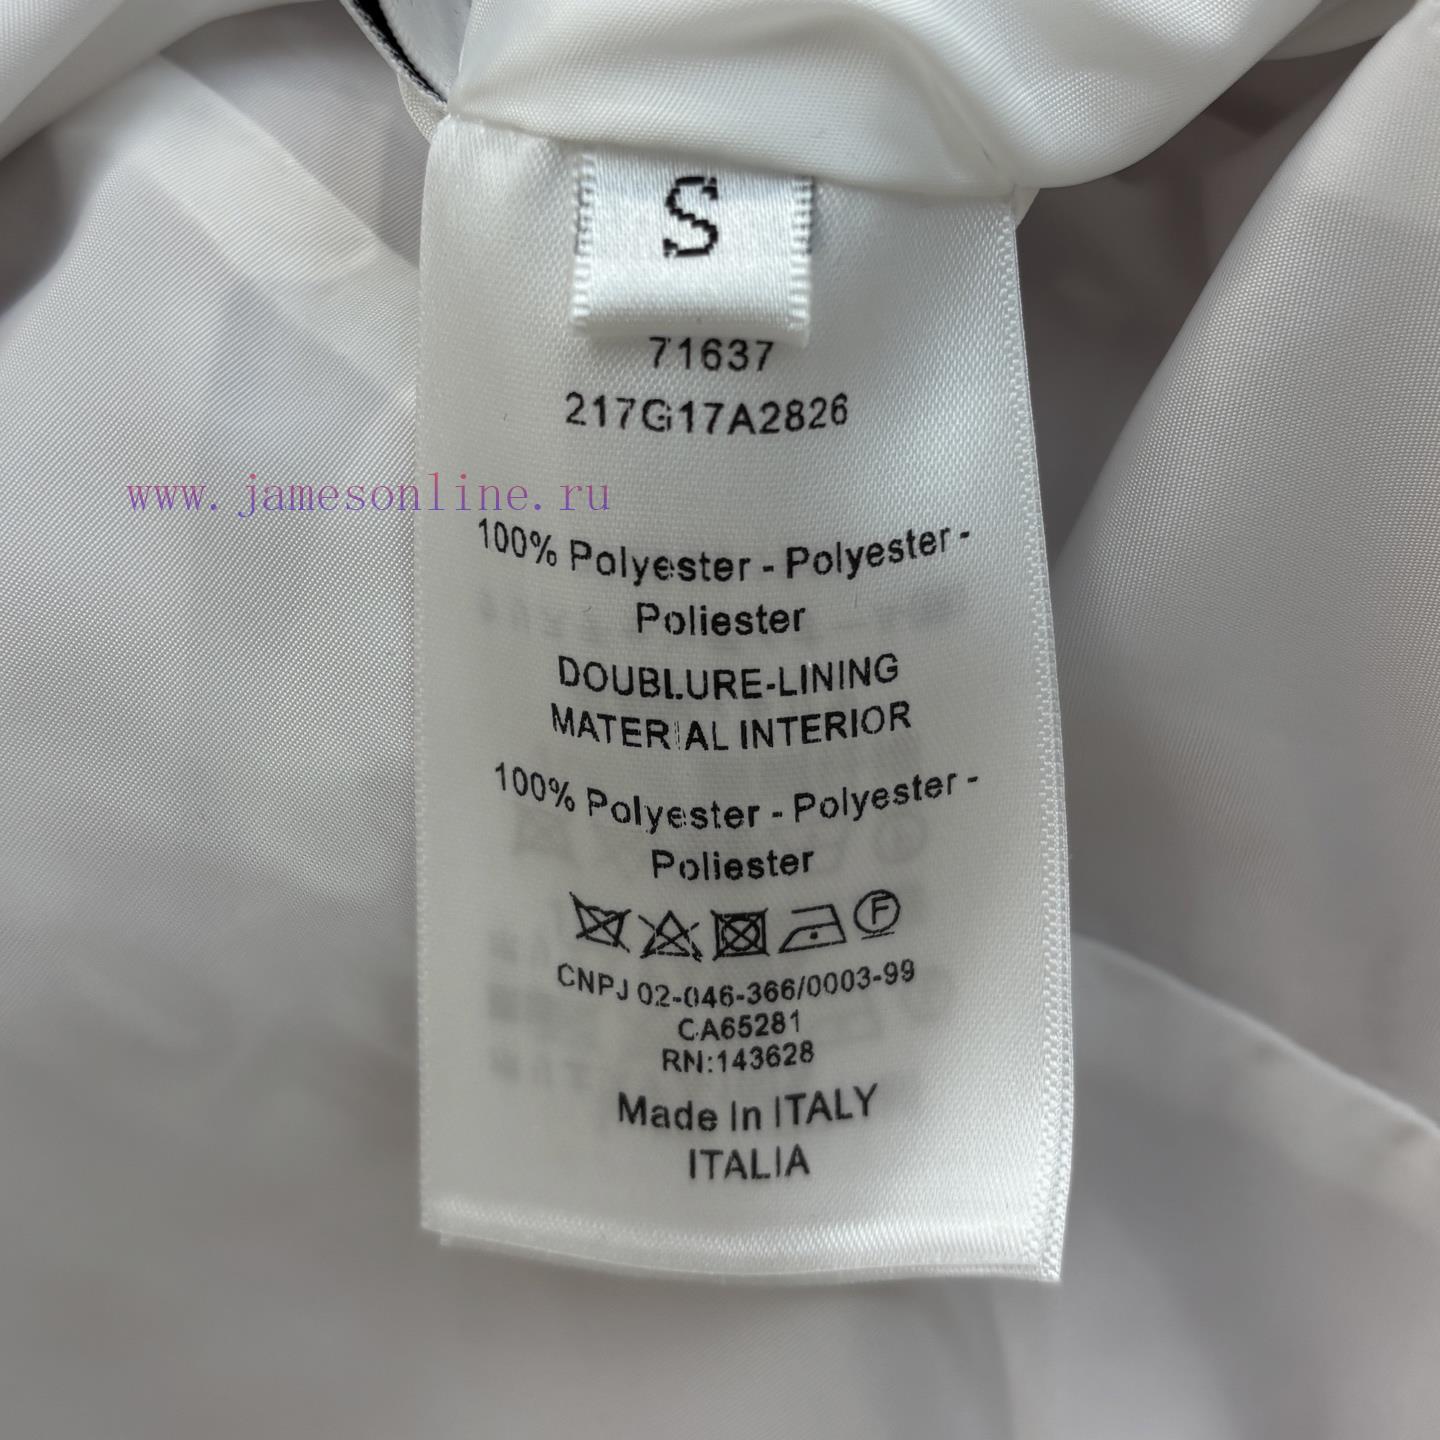 S
71637
217G17A2826
www.jamesonline.ru
100% Polyester - Polyester -
Poliester
DOUBLURE-LINING
MATERIAL INTERIOR
100% Polyester - Polyester -
Poliester
F
CNPJ 02-046-366/0003-99
CA65281
RN:143628
Made In ITALY
ITALIA